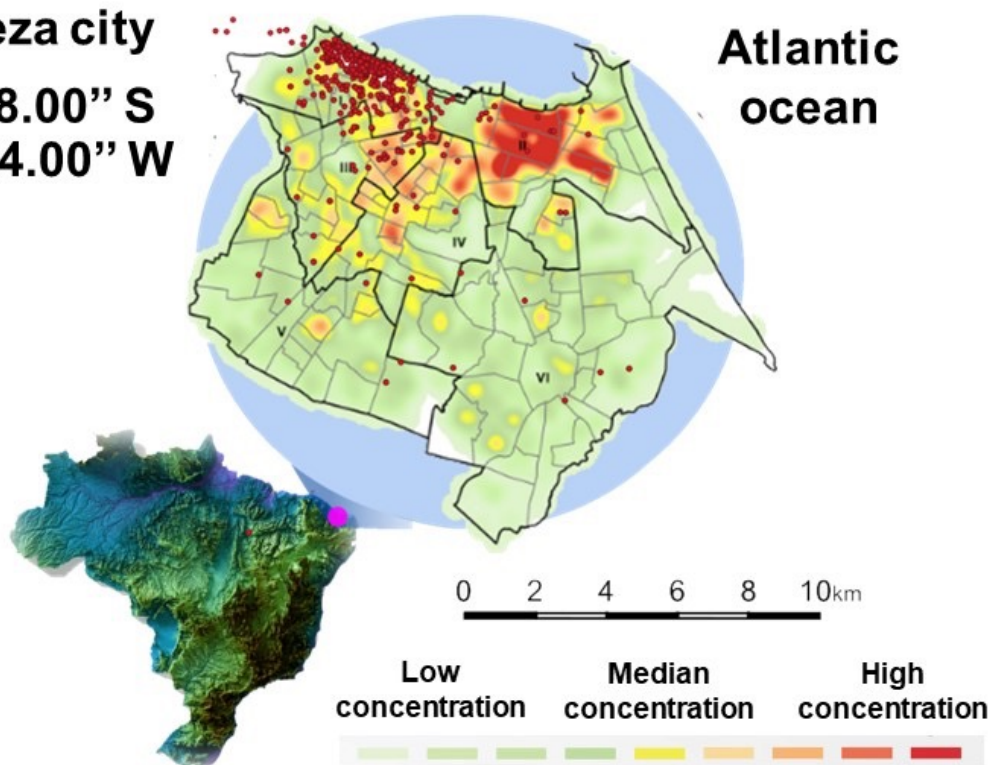 eza city
8.00” S
4.00” W
Atlantic
ocean
II
III
IV
V
VI
0 2 4 6 8 10km
Low
concentration
Median
concentration
High
concentration